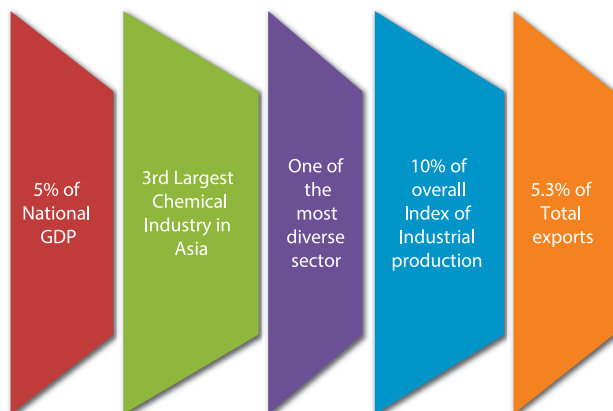 5% of
National
GDP
3rd Largest
Chemical
Industry in
Asia
One of
the
most
diverse
sector
10% of
overall
Index of
Industrial
production
5.3% of
Total
exports